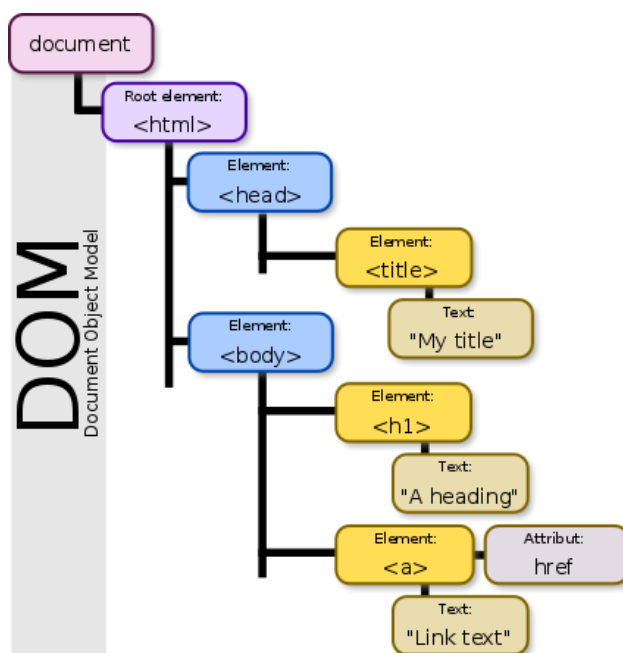 document
Root element:
<html>
Element:
<head>
Element:
<title>
Text
"My title"
Element:
<body>
Element:
<h1>
Text:
"A heading"
Element:
<a>
Attribut:
href
Text:
"Link text"
DOM
Document Object Model